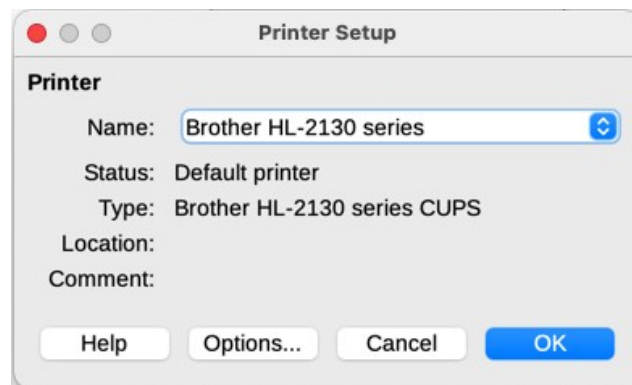 Printer Setup
Printer
Name: Brother HL-2130 series
Status: Default printer
Type: Brother HL-2130 series CUPS
Location:
Comment:
Help Options... Cancel OK